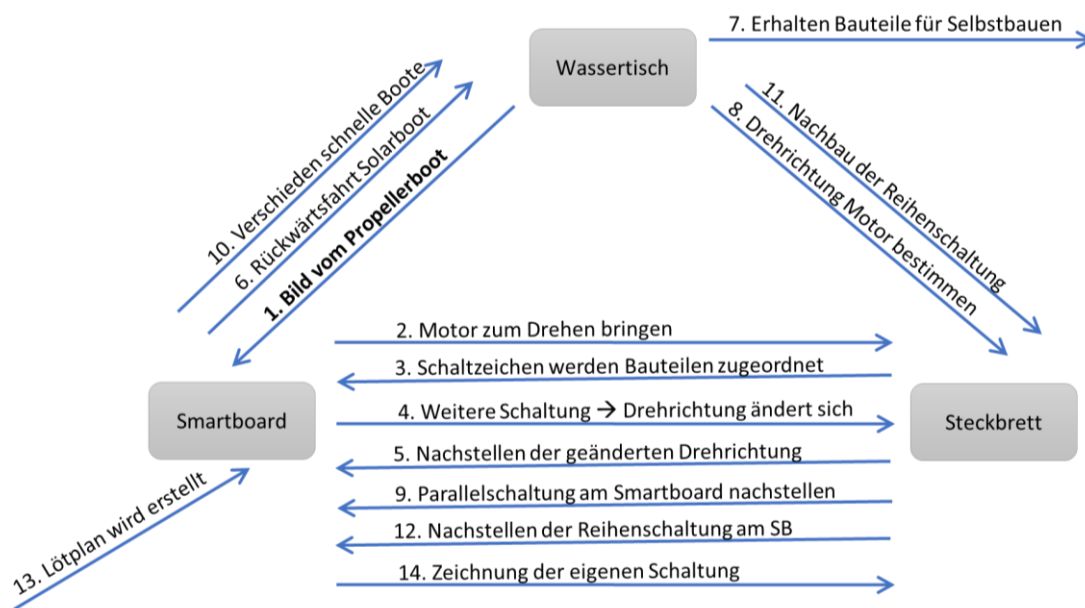 7. Erhalten Bauteile für Selbstbauen
Wassertisch
10. Verschieden schnelle Boote
6. Rückwärtsfahrt Solarboot
1. Bild vom Propellerboot
11. Nachbau der Reihenschaltung
8. Drehrichtung Motor bestimmen
2. Motor zum Drehen bringen
3. Schaltzeichen werden Bauteilen zugeordnet
Smartboard
4. Weitere Schaltung → Drehrichtung ändert sich
Steckbrett
5. Nachstellen der geänderten Drehrichtung
9. Parallelschaltung am Smartboard nachstellen
12. Nachstellen der Reihenschaltung am SB
13. Lötplan wird erstellt
14. Zeichnung der eigenen Schaltung